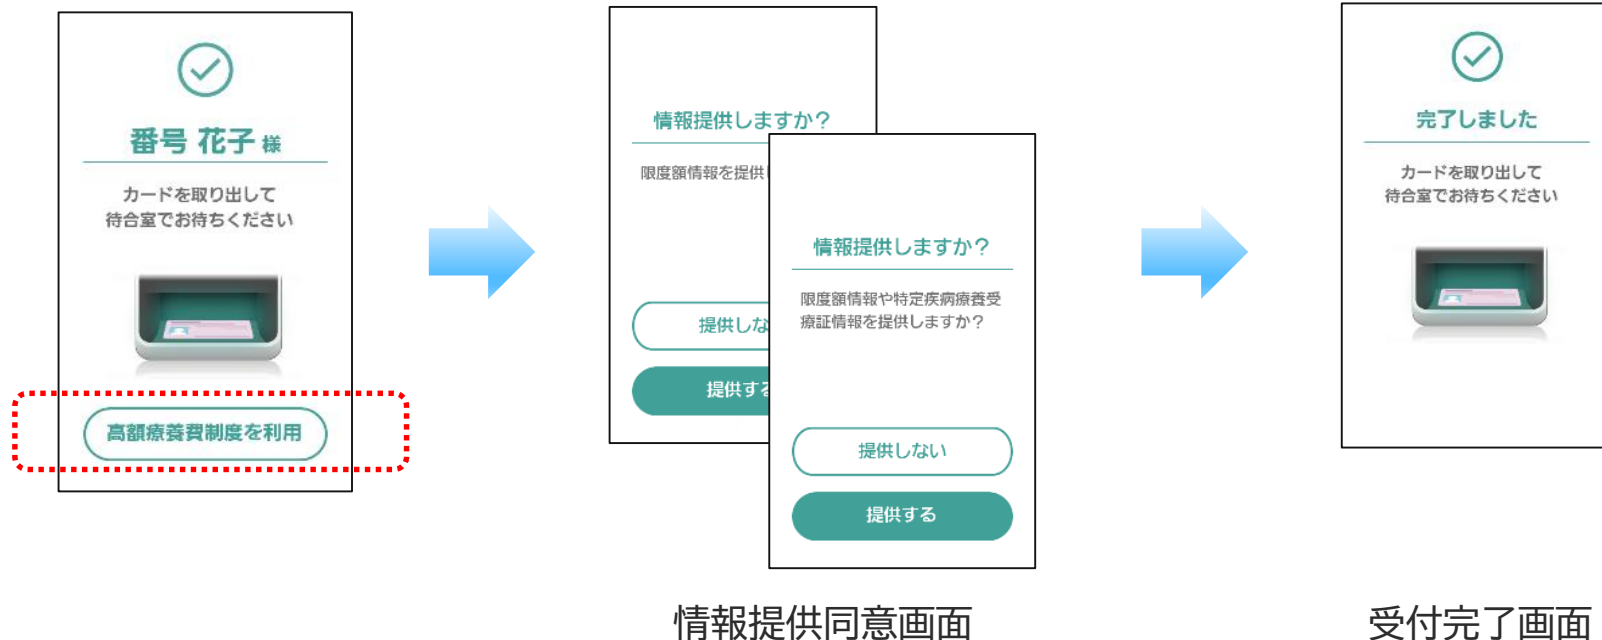 番号 花子 様
カードを取り出して
待合室でお待ちください
高額療養費制度を利用
情報提供しますか？
限度額情報を提供
提供しな
提供する
情報提供しますか？
限度額情報や特定疾病療養受
療証情報を提供しますか？
提供しない
提供する
情報提供同意画面
完了しました
カードを取り出して
待合室でお待ちください
受付完了画面